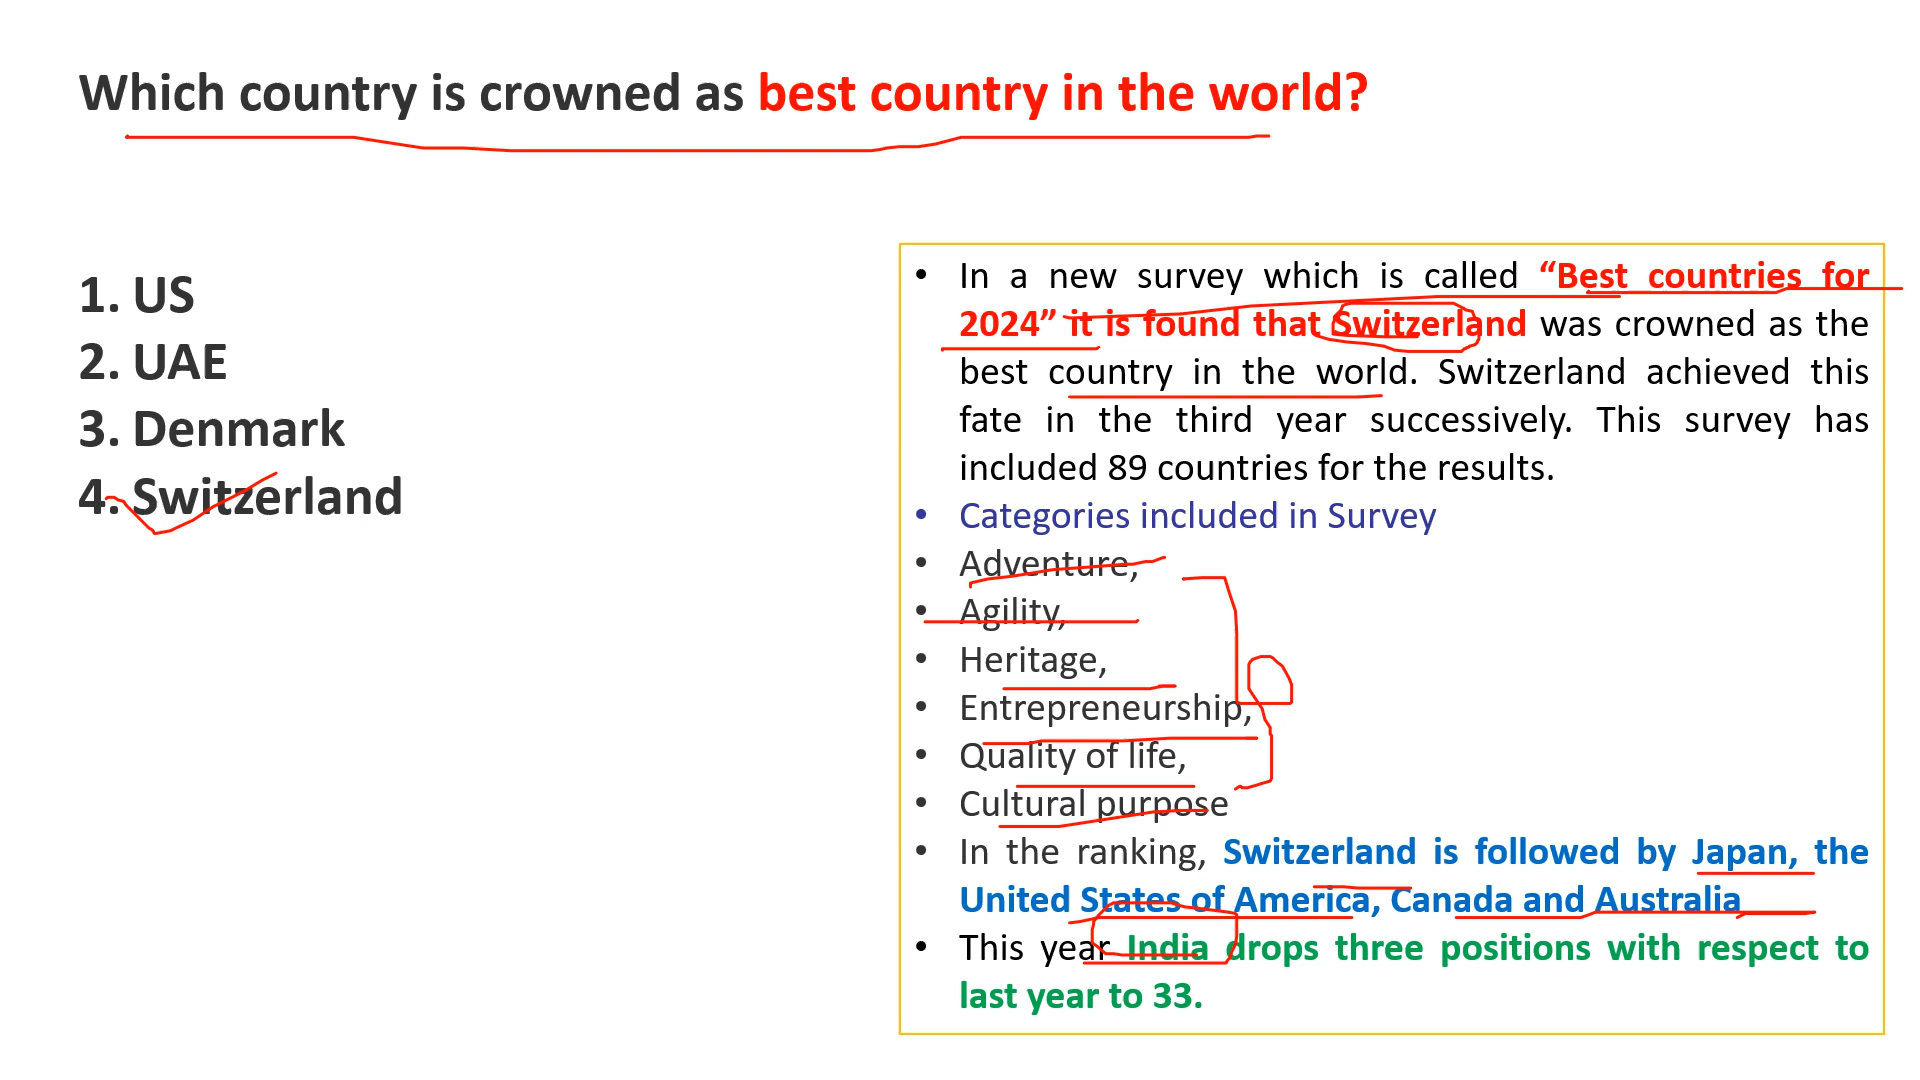 Which country is crowned as best country in the world?
1. US
2. UAE
3. Denmark
4. Switzerland
• In a new survey which is called “Best countries for
2024” it is found that Switzerland was crowned as the
best country in the world. Switzerland achieved this
fate in the third year successively. This survey has
included 89 countries for the results.
• Categories included in Survey
• Adventure,
• Agility,
• Heritage,
• Entrepreneurship,
• Quality of life,
• Cultural purpose
• In the ranking, Switzerland is followed by Japan, the
United States of America, Canada and Australia
• This year India drops three positions with respect to
last year to 33.